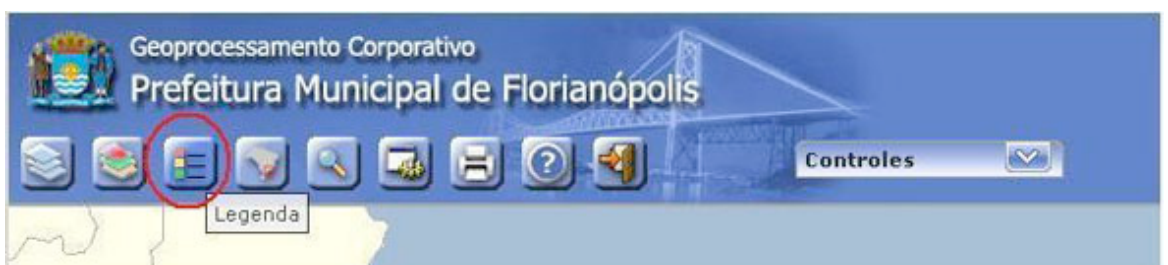 Geoprocessamento Corporativo
Prefeitura Municipal de Florianópolis
Controles
Legenda